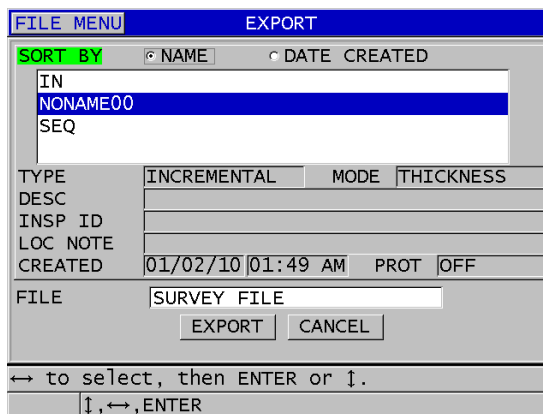 FILE MENU EXPORT
SORT BY NAME DATE CREATED
IN
NONAME00
SEQ
TYPE INCREMENTAL MODE THICKNESS
DESC
INSP ID
LOC NOTE
CREATED 01/02/10 01:49 AM PROT OFF
FILE SURVEY FILE
EXPORT CANCEL
↔ to select, then ENTER or ↕.
↕,↔,ENTER